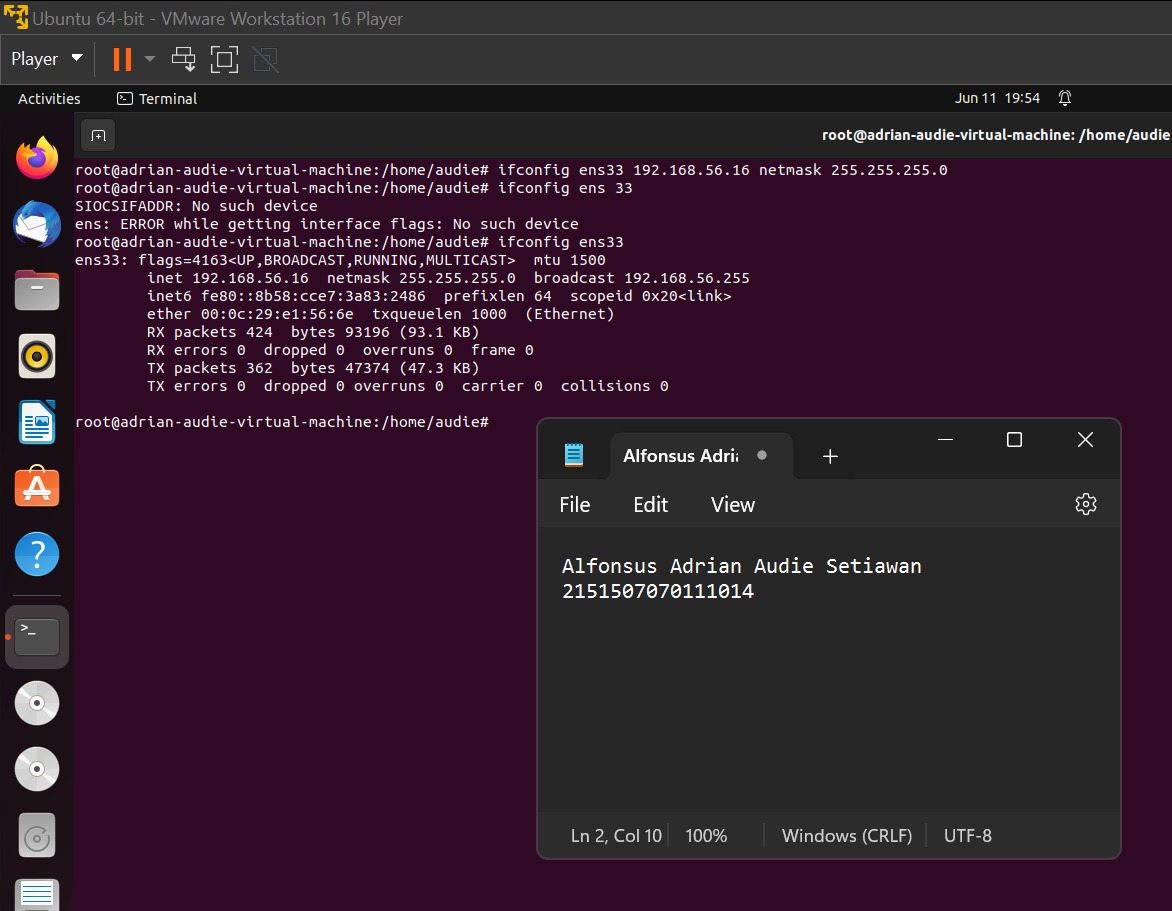 Ubuntu 64-bit - VMware Workstation 16 Player
Player
Activities
Terminal
Jun 11 19:54
root@adrian-audie-virtual-machine: /home/audie
root@adrian-audie-virtual-machine:/home/audie# ifconfig ens33 192.168.56.16 netmask 255.255.255.0
root@adrian-audie-virtual-machine:/home/audie# ifconfig ens 33
SIOCSIFADDR: No such device
ens: ERROR while getting interface flags: No such device
root@adrian-audie-virtual-machine:/home/audie# ifconfig ens33
ens33: flags=4163<UP,BROADCAST,RUNNING,MULTICAST>  mtu 1500
        inet 192.168.56.16  netmask 255.255.255.0  broadcast 192.168.56.255
        inet6 fe80::8b58:cce7:3a83:2486  prefixlen 64  scopeid 0x20<link>
        ether 00:0c:29:e1:56:6e  txqueuelen 1000  (Ethernet)
        RX packets 424  bytes 93196 (93.1 KB)
        RX errors 0  dropped 0  overruns 0  frame 0
        TX packets 362  bytes 47374 (47.3 KB)
        TX errors 0  dropped 0 overruns 0  carrier 0  collisions 0
root@adrian-audie-virtual-machine:/home/audie#
Alfonsus Adri
File Edit View
Alfonsus Adrian Audie Setiawan
2151507070111014
Ln 2, Col 10 100% Windows (CRLF) UTF-8